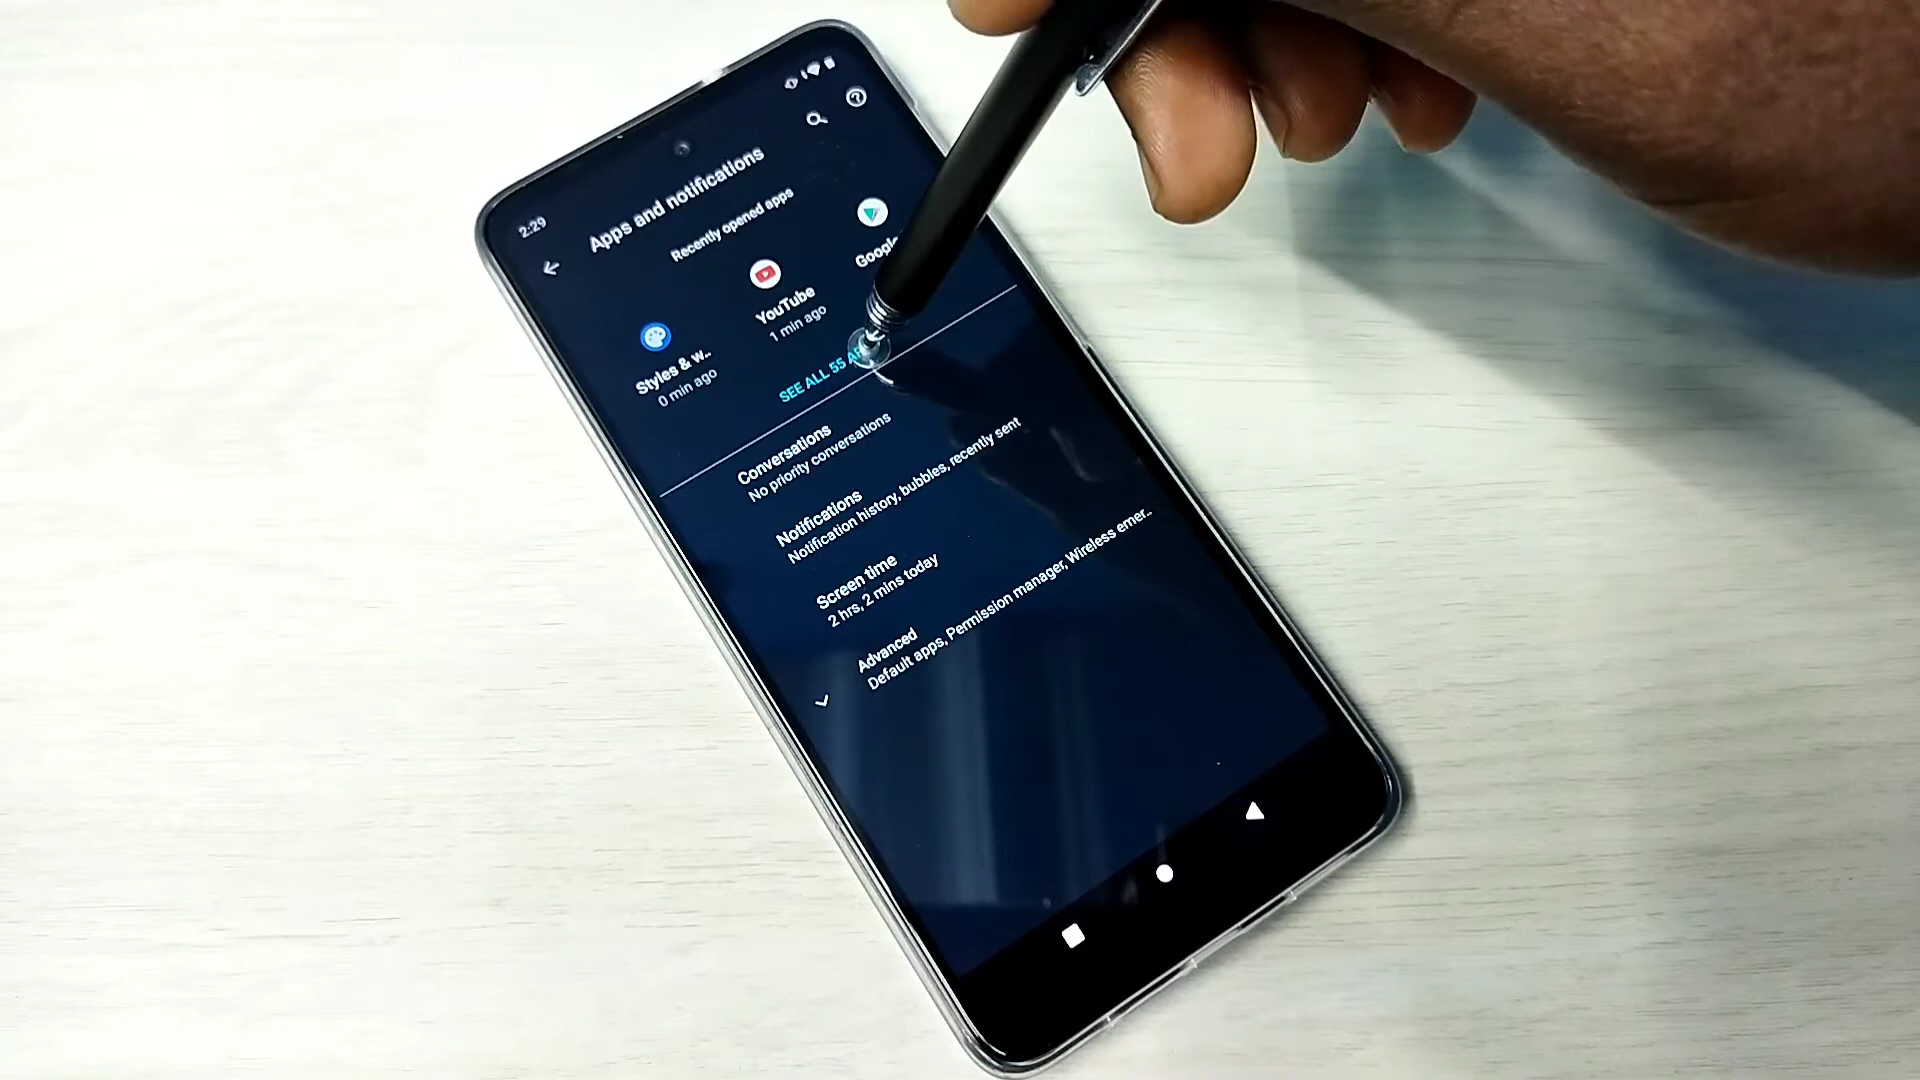 2:29
Apps and notifications
Recently opened apps
Styles & w..
0 min ago
YouTube
1 min ago
Google
SEE ALL 55
Conversations
No priority conversations
Notifications
Notification history, bubbles, recently sent
Screen time
2 hrs, 2 mins today
Advanced
Default apps, Permission manager, Wireless emer..